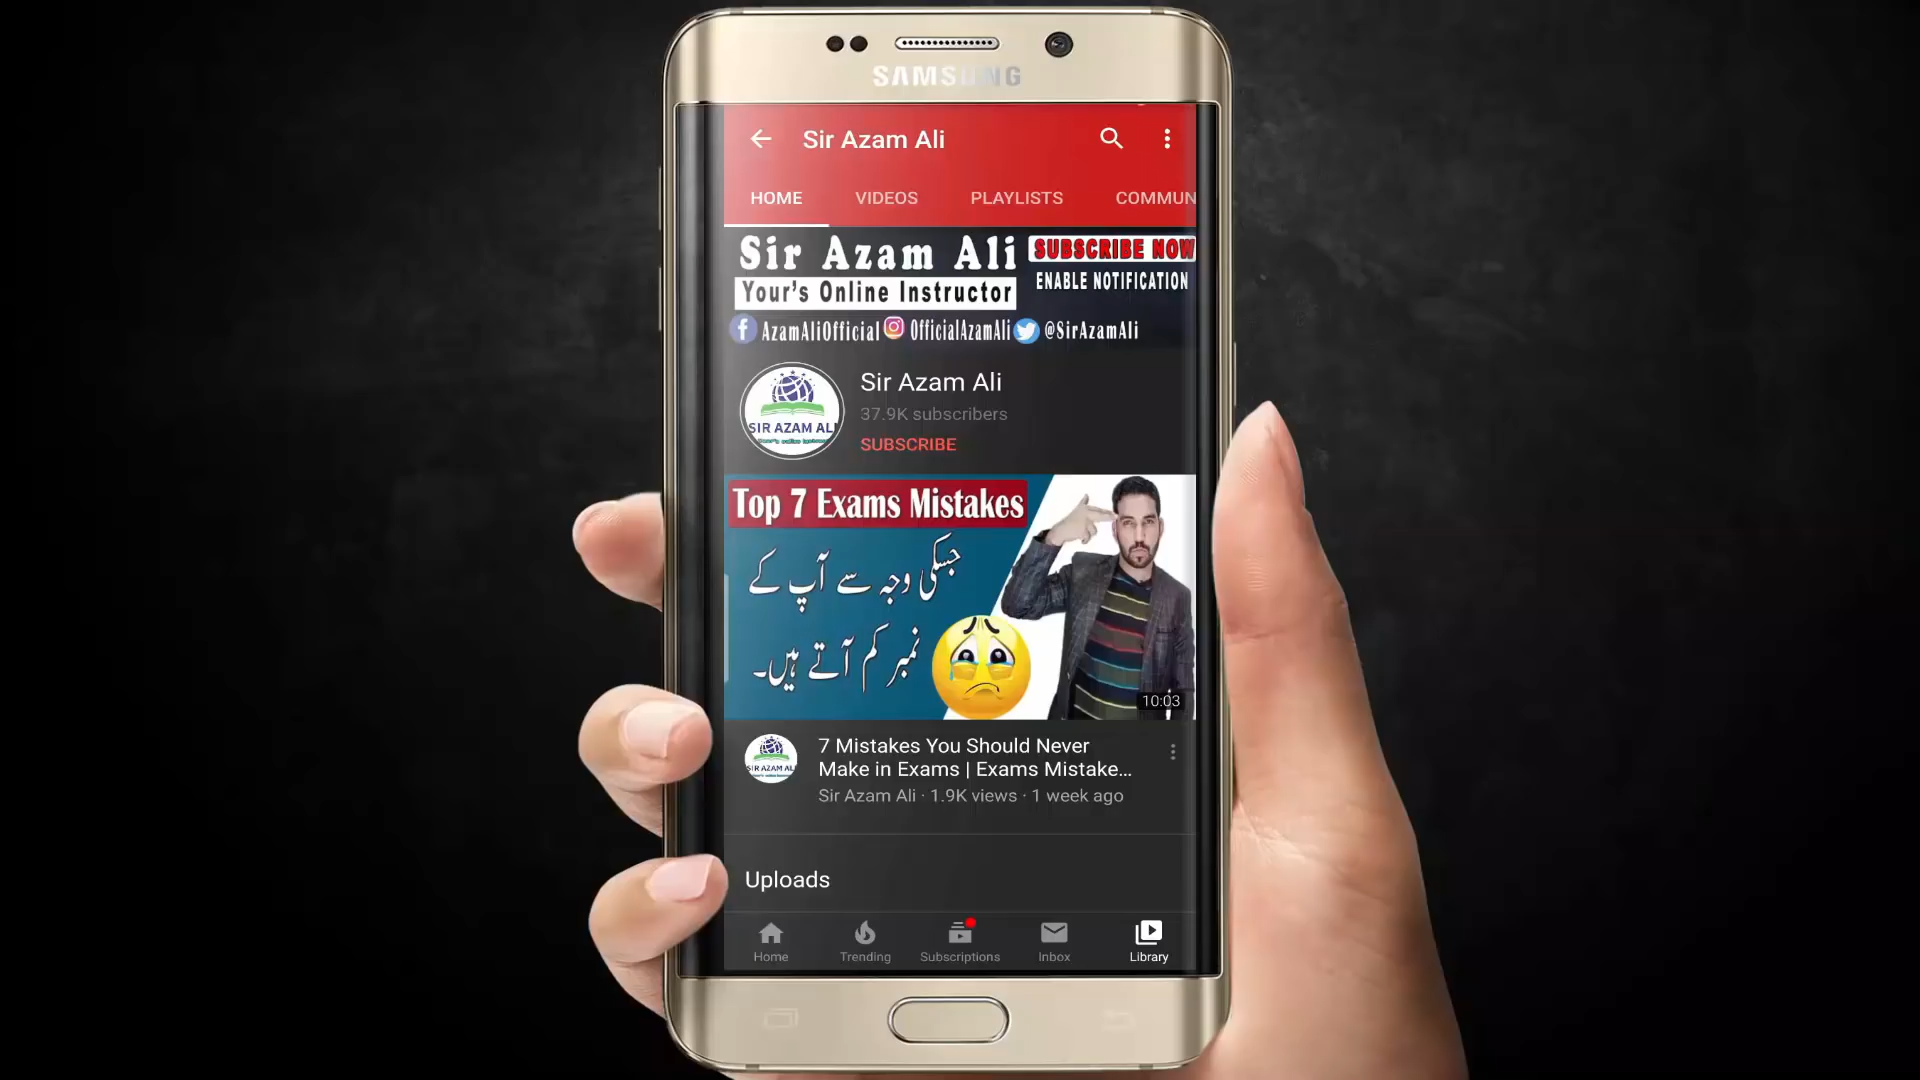 SAMSUNG
Sir Azam Ali
HOME VIDEOS PLAYLISTS COMMUN
Sir Azam Ali SUBSCRIBE NOW
Your's Online Instructor ENABLE NOTIFICATION
AzamAliOfficial OfficialAzamAli @SirAzamAli
Sir Azam Ali
37.9K subscribers
SIR AZAM ALI
SUBSCRIBE
Top 7 Exams Mistakes
جسکی وجہ سے آپ کے
نمبر کم آتے ہیں۔
10:03
7 Mistakes You Should Never
Make in Exams | Exams Mistake...
SIR AZAM ALI
Sir Azam Ali · 1.9K views · 1 week ago
Uploads
Home Trending Subscriptions Inbox Library